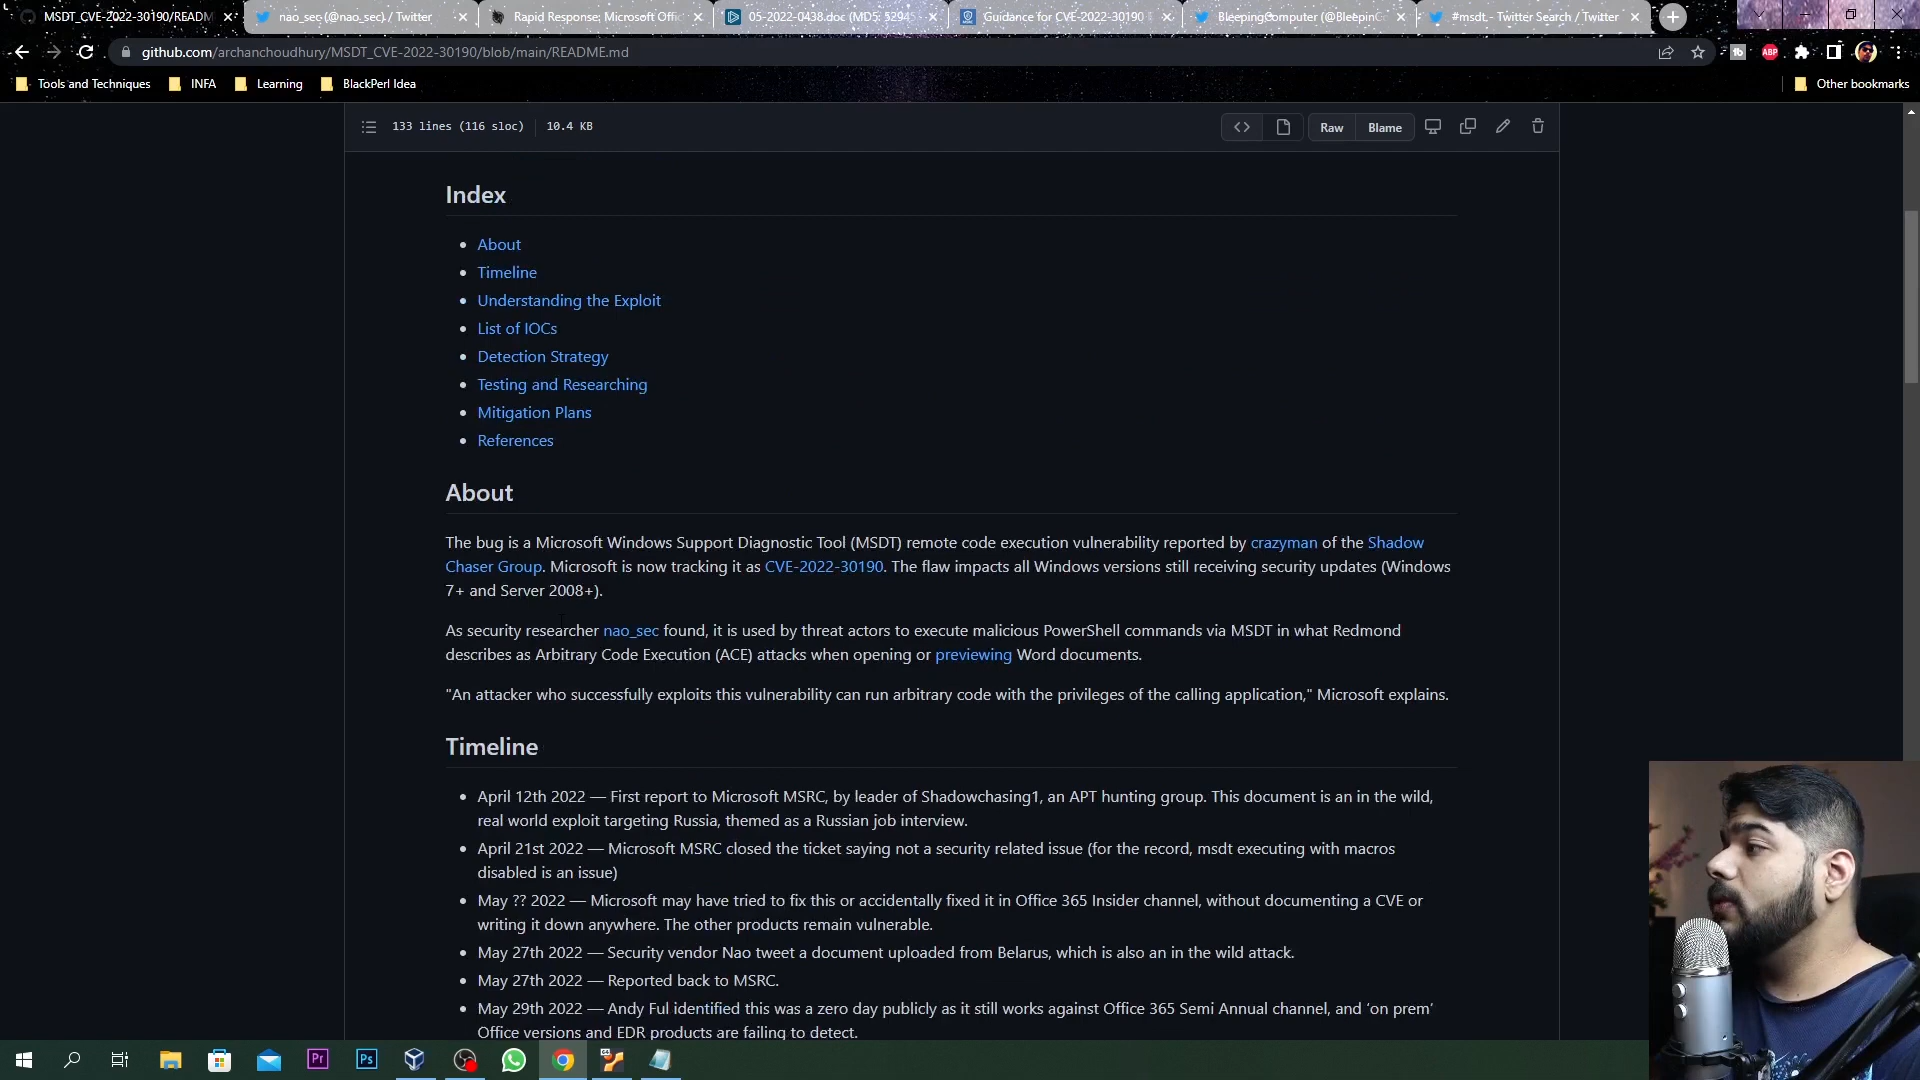 MSDT_CVE-2022-30190/READM
nao_sec (@nao_sec) / Twitter
Rapid Response: Microsoft Offic
05-2022-0438.doc (MD5: 52945
Guidance for CVE-2022-30190
BleepingComputer (@BleepinC
#msdt - Twitter Search / Twitter
github.com/archanchoudhury/MSDT_CVE-2022-30190/blob/main/README.md
ABP
Tools and Techniques
INFA
Learning
BlackPerl Idea
Other bookmarks
133 lines (116 sloc)
10.4 KB
Raw
Blame
Index
About
Timeline
Understanding the Exploit
List of IOCs
Detection Strategy
Testing and Researching
Mitigation Plans
References
About
The bug is a Microsoft Windows Support Diagnostic Tool (MSDT) remote code execution vulnerability reported by crazyman of the Shadow
Chaser Group. Microsoft is now tracking it as CVE-2022-30190. The flaw impacts all Windows versions still receiving security updates (Windows
7+ and Server 2008+).
As security researcher nao_sec found, it is used by threat actors to execute malicious PowerShell commands via MSDT in what Redmond
describes as Arbitrary Code Execution (ACE) attacks when opening or previewing Word documents.
"An attacker who successfully exploits this vulnerability can run arbitrary code with the privileges of the calling application," Microsoft explains.
Timeline
April 12th 2022 — First report to Microsoft MSRC, by leader of Shadowchasing1, an APT hunting group. This document is an in the wild,
real world exploit targeting Russia, themed as a Russian job interview.
April 21st 2022 — Microsoft MSRC closed the ticket saying not a security related issue (for the record, msdt executing with macros
disabled is an issue)
May ?? 2022 — Microsoft may have tried to fix this or accidentally fixed it in Office 365 Insider channel, without documenting a CVE or
writing it down anywhere. The other products remain vulnerable.
May 27th 2022 — Security vendor Nao tweet a document uploaded from Belarus, which is also an in the wild attack.
May 27th 2022 — Reported back to MSRC.
May 29th 2022 — Andy Ful identified this was a zero day publicly as it still works against Office 365 Semi Annual channel, and ‘on prem’
Office versions and EDR products are failing to detect.
Pr
Ps